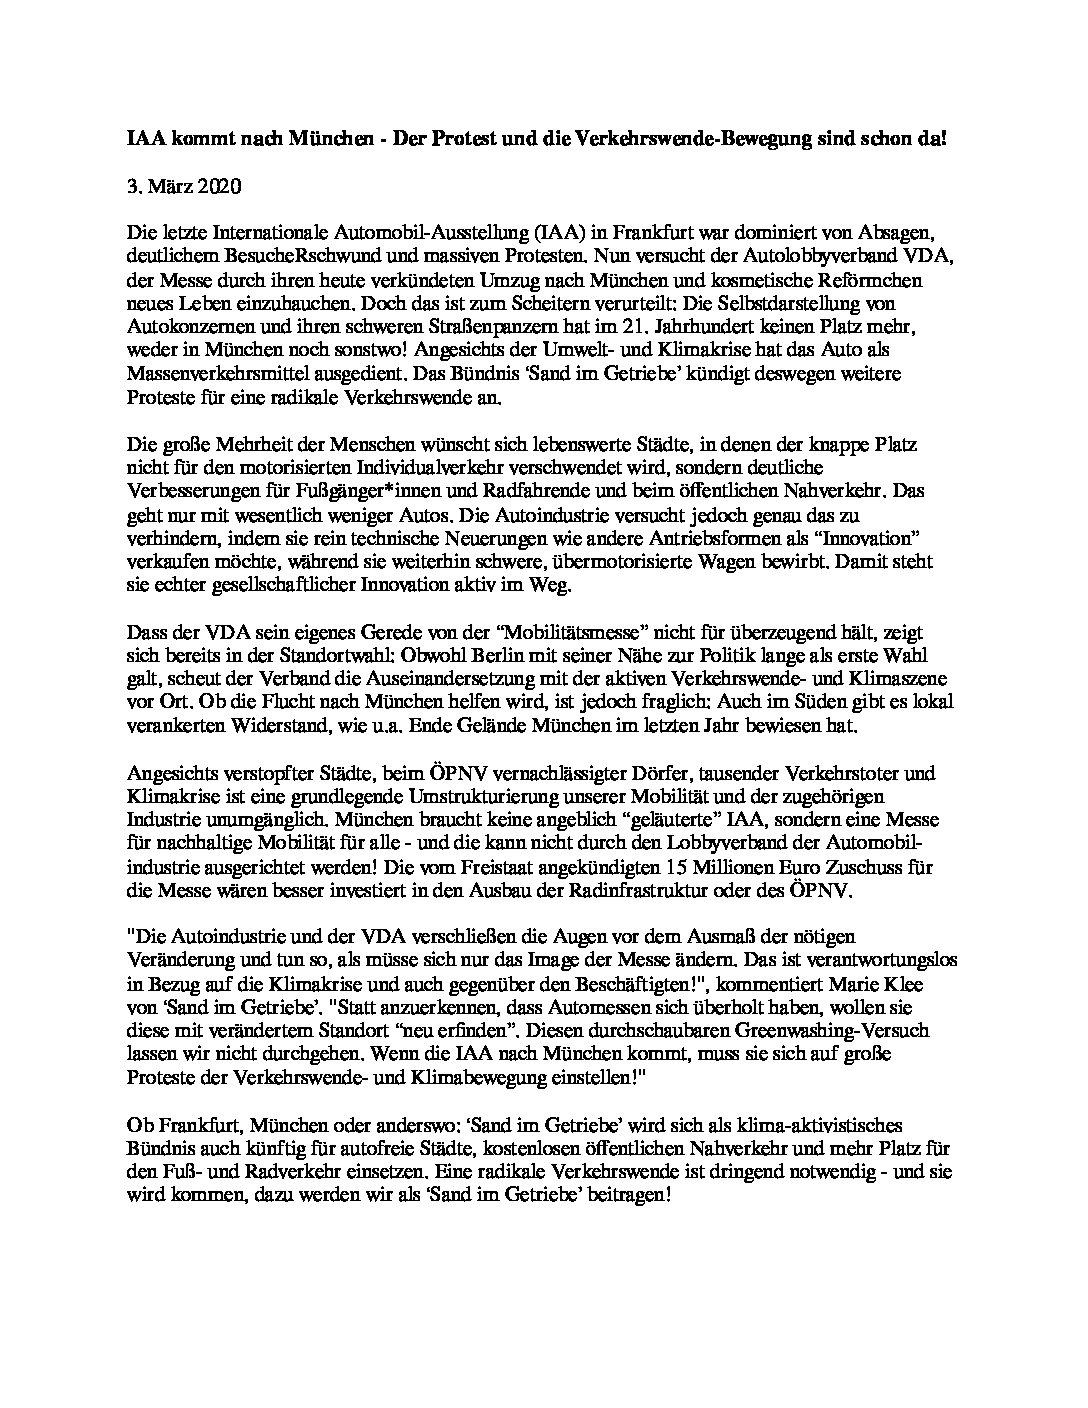 IAA kommt nach München - Der Protest und die Verkehrswende-Bewegung sind schon da!
3. März 2020
Die letzte Internationale Automobil-Ausstellung (IAA) in Frankfurt war dominiert von Absagen,
deutlichem BesucheRschwund und massiven Protesten. Nun versucht der Autolobbyverband VDA,
der Messe durch ihren heute verkündeten Umzug nach München und kosmetische Reförmchen
neues Leben einzuhauchen. Doch das ist zum Scheitern verurteilt: Die Selbstdarstellung von
Autokonzernen und ihren schweren Straßenpanzern hat im 21. Jahrhundert keinen Platz mehr,
weder in München noch sonstwo! Angesichts der Umwelt- und Klimakrise hat das Auto als
Massenverkehrsmittel ausgedient. Das Bündnis ‘Sand im Getriebe’ kündigt deswegen weitere
Proteste für eine radikale Verkehrswende an.
Die große Mehrheit der Menschen wünscht sich lebenswerte Städte, in denen der knappe Platz
nicht für den motorisierten Individualverkehr verschwendet wird, sondern deutliche
Verbesserungen für Fußgänger*innen und Radfahrende und beim öffentlichen Nahverkehr. Das
geht nur mit wesentlich weniger Autos. Die Autoindustrie versucht jedoch genau das zu
verhindern, indem sie rein technische Neuerungen wie andere Antriebsformen als “Innovation”
verkaufen möchte, während sie weiterhin schwere, übermotorisierte Wagen bewirbt. Damit steht
sie echter gesellschaftlicher Innovation aktiv im Weg.
Dass der VDA sein eigenes Gerede von der “Mobilitätsmesse” nicht für überzeugend hält, zeigt
sich bereits in der Standortwahl: Obwohl Berlin mit seiner Nähe zur Politik lange als erste Wahl
galt, scheut der Verband die Auseinandersetzung mit der aktiven Verkehrswende- und Klimaszene
vor Ort. Ob die Flucht nach München helfen wird, ist jedoch fraglich: Auch im Süden gibt es lokal
verankerten Widerstand, wie u.a. Ende Gelände München im letzten Jahr bewiesen hat.
Angesichts verstopfter Städte, beim ÖPNV vernachlässigter Dörfer, tausender Verkehrstoter und
Klimakrise ist eine grundlegende Umstrukturierung unserer Mobilität und der zugehörigen
Industrie unumgänglich. München braucht keine angeblich “geläuterte” IAA, sondern eine Messe
für nachhaltige Mobilität für alle - und die kann nicht durch den Lobbyverband der Automobil-
industrie ausgerichtet werden! Die vom Freistaat angekündigten 15 Millionen Euro Zuschuss für
die Messe wären besser investiert in den Ausbau der Radinfrastruktur oder des ÖPNV.
"Die Autoindustrie und der VDA verschließen die Augen vor dem Ausmaß der nötigen
Veränderung und tun so, als müsse sich nur das Image der Messe ändern. Das ist verantwortungslos
in Bezug auf die Klimakrise und auch gegenüber den Beschäftigten!", kommentiert Marie Klee
von ‘Sand im Getriebe’. "Statt anzuerkennen, dass Automessen sich überholt haben, wollen sie
diese mit verändertem Standort “neu erfinden”. Diesen durchschaubaren Greenwashing-Versuch
lassen wir nicht durchgehen. Wenn die IAA nach München kommt, muss sie sich auf große
Proteste der Verkehrswende- und Klimabewegung einstellen!"
Ob Frankfurt, München oder anderswo: ‘Sand im Getriebe’ wird sich als klima-aktivistisches
Bündnis auch künftig für autofreie Städte, kostenlosen öffentlichen Nahverkehr und mehr Platz für
den Fuß- und Radverkehr einsetzen. Eine radikale Verkehrswende ist dringend notwendig - und sie
wird kommen, dazu werden wir als ‘Sand im Getriebe’ beitragen!